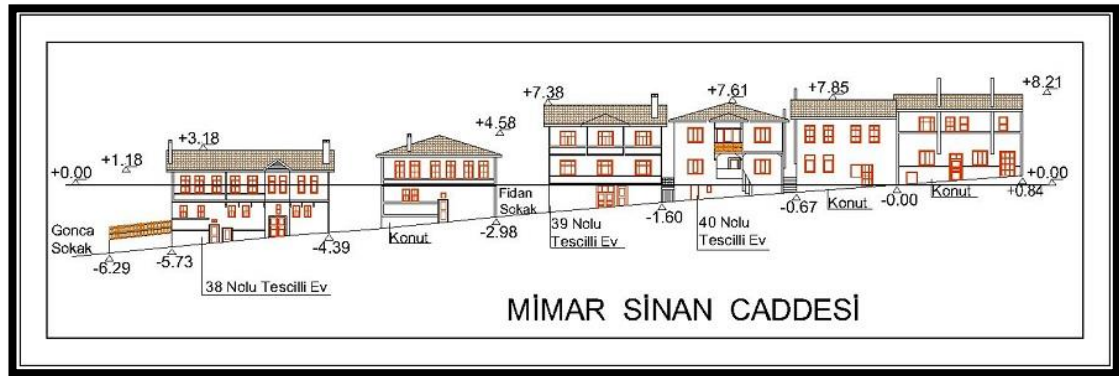 +8.21
+7.85
+7.61
+7.38
+4.58
+3.18
+1.18
+0.00
+0.00
+0.84
-0.00
Konut
-0.67
Konut
Fidan
Sokak
-1.60
40 Nolu
Tescilli Ev
39 Nolu
Tescilli Ev
-2.98
Konut
-4.39
Gonca
Sokak
-5.73
-6.29
38 Nolu Tescilli Ev
MİMAR SİNAN CADDESİ